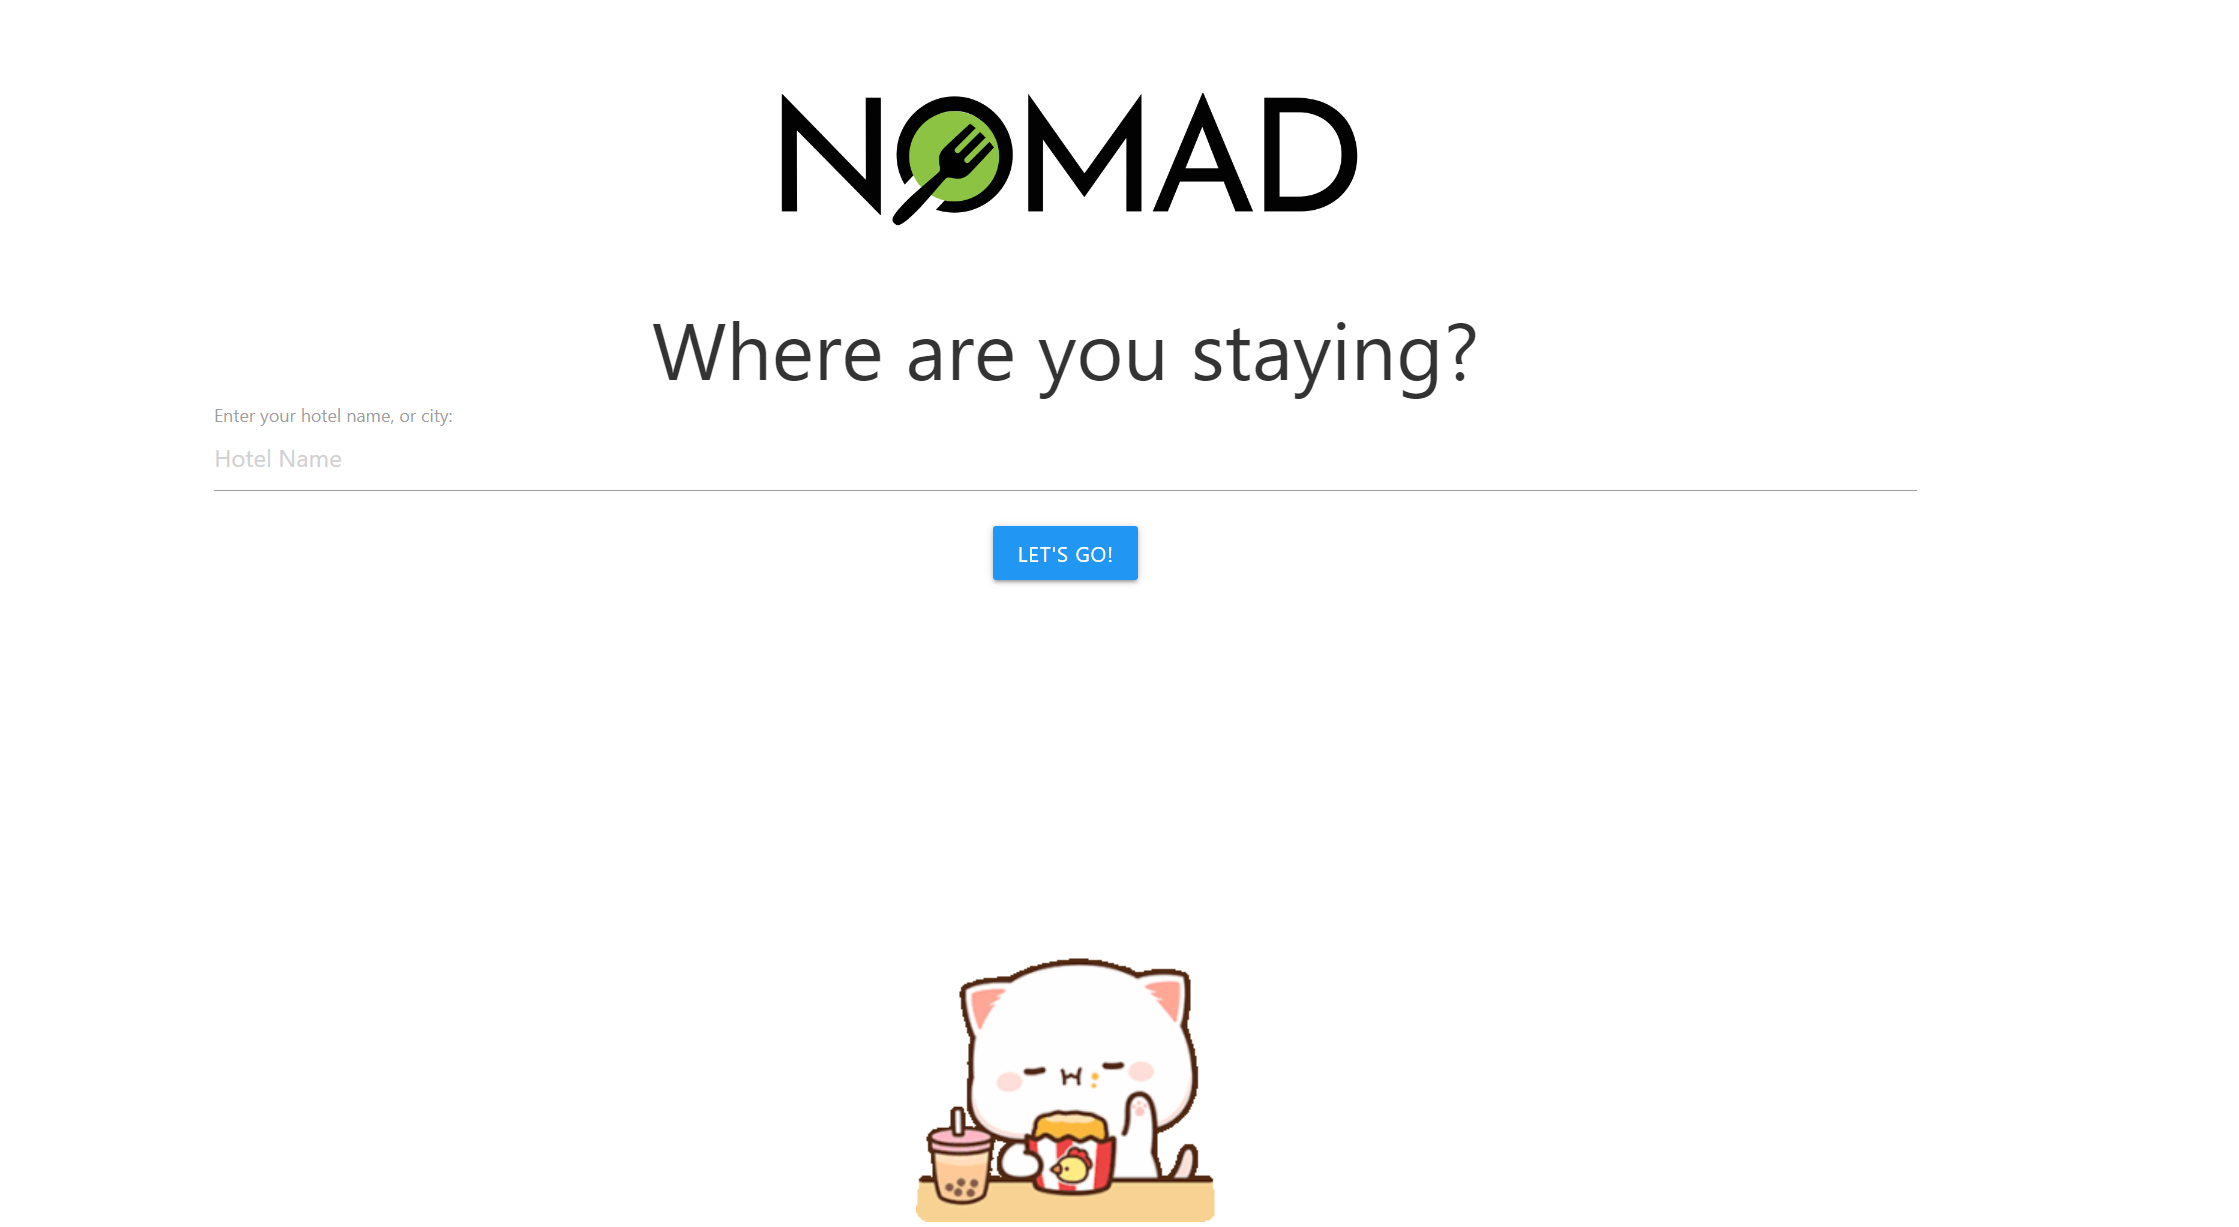 NOMAD
Where are you staying?
Enter your hotel name, or city:
Hotel Name
LET'S GO!